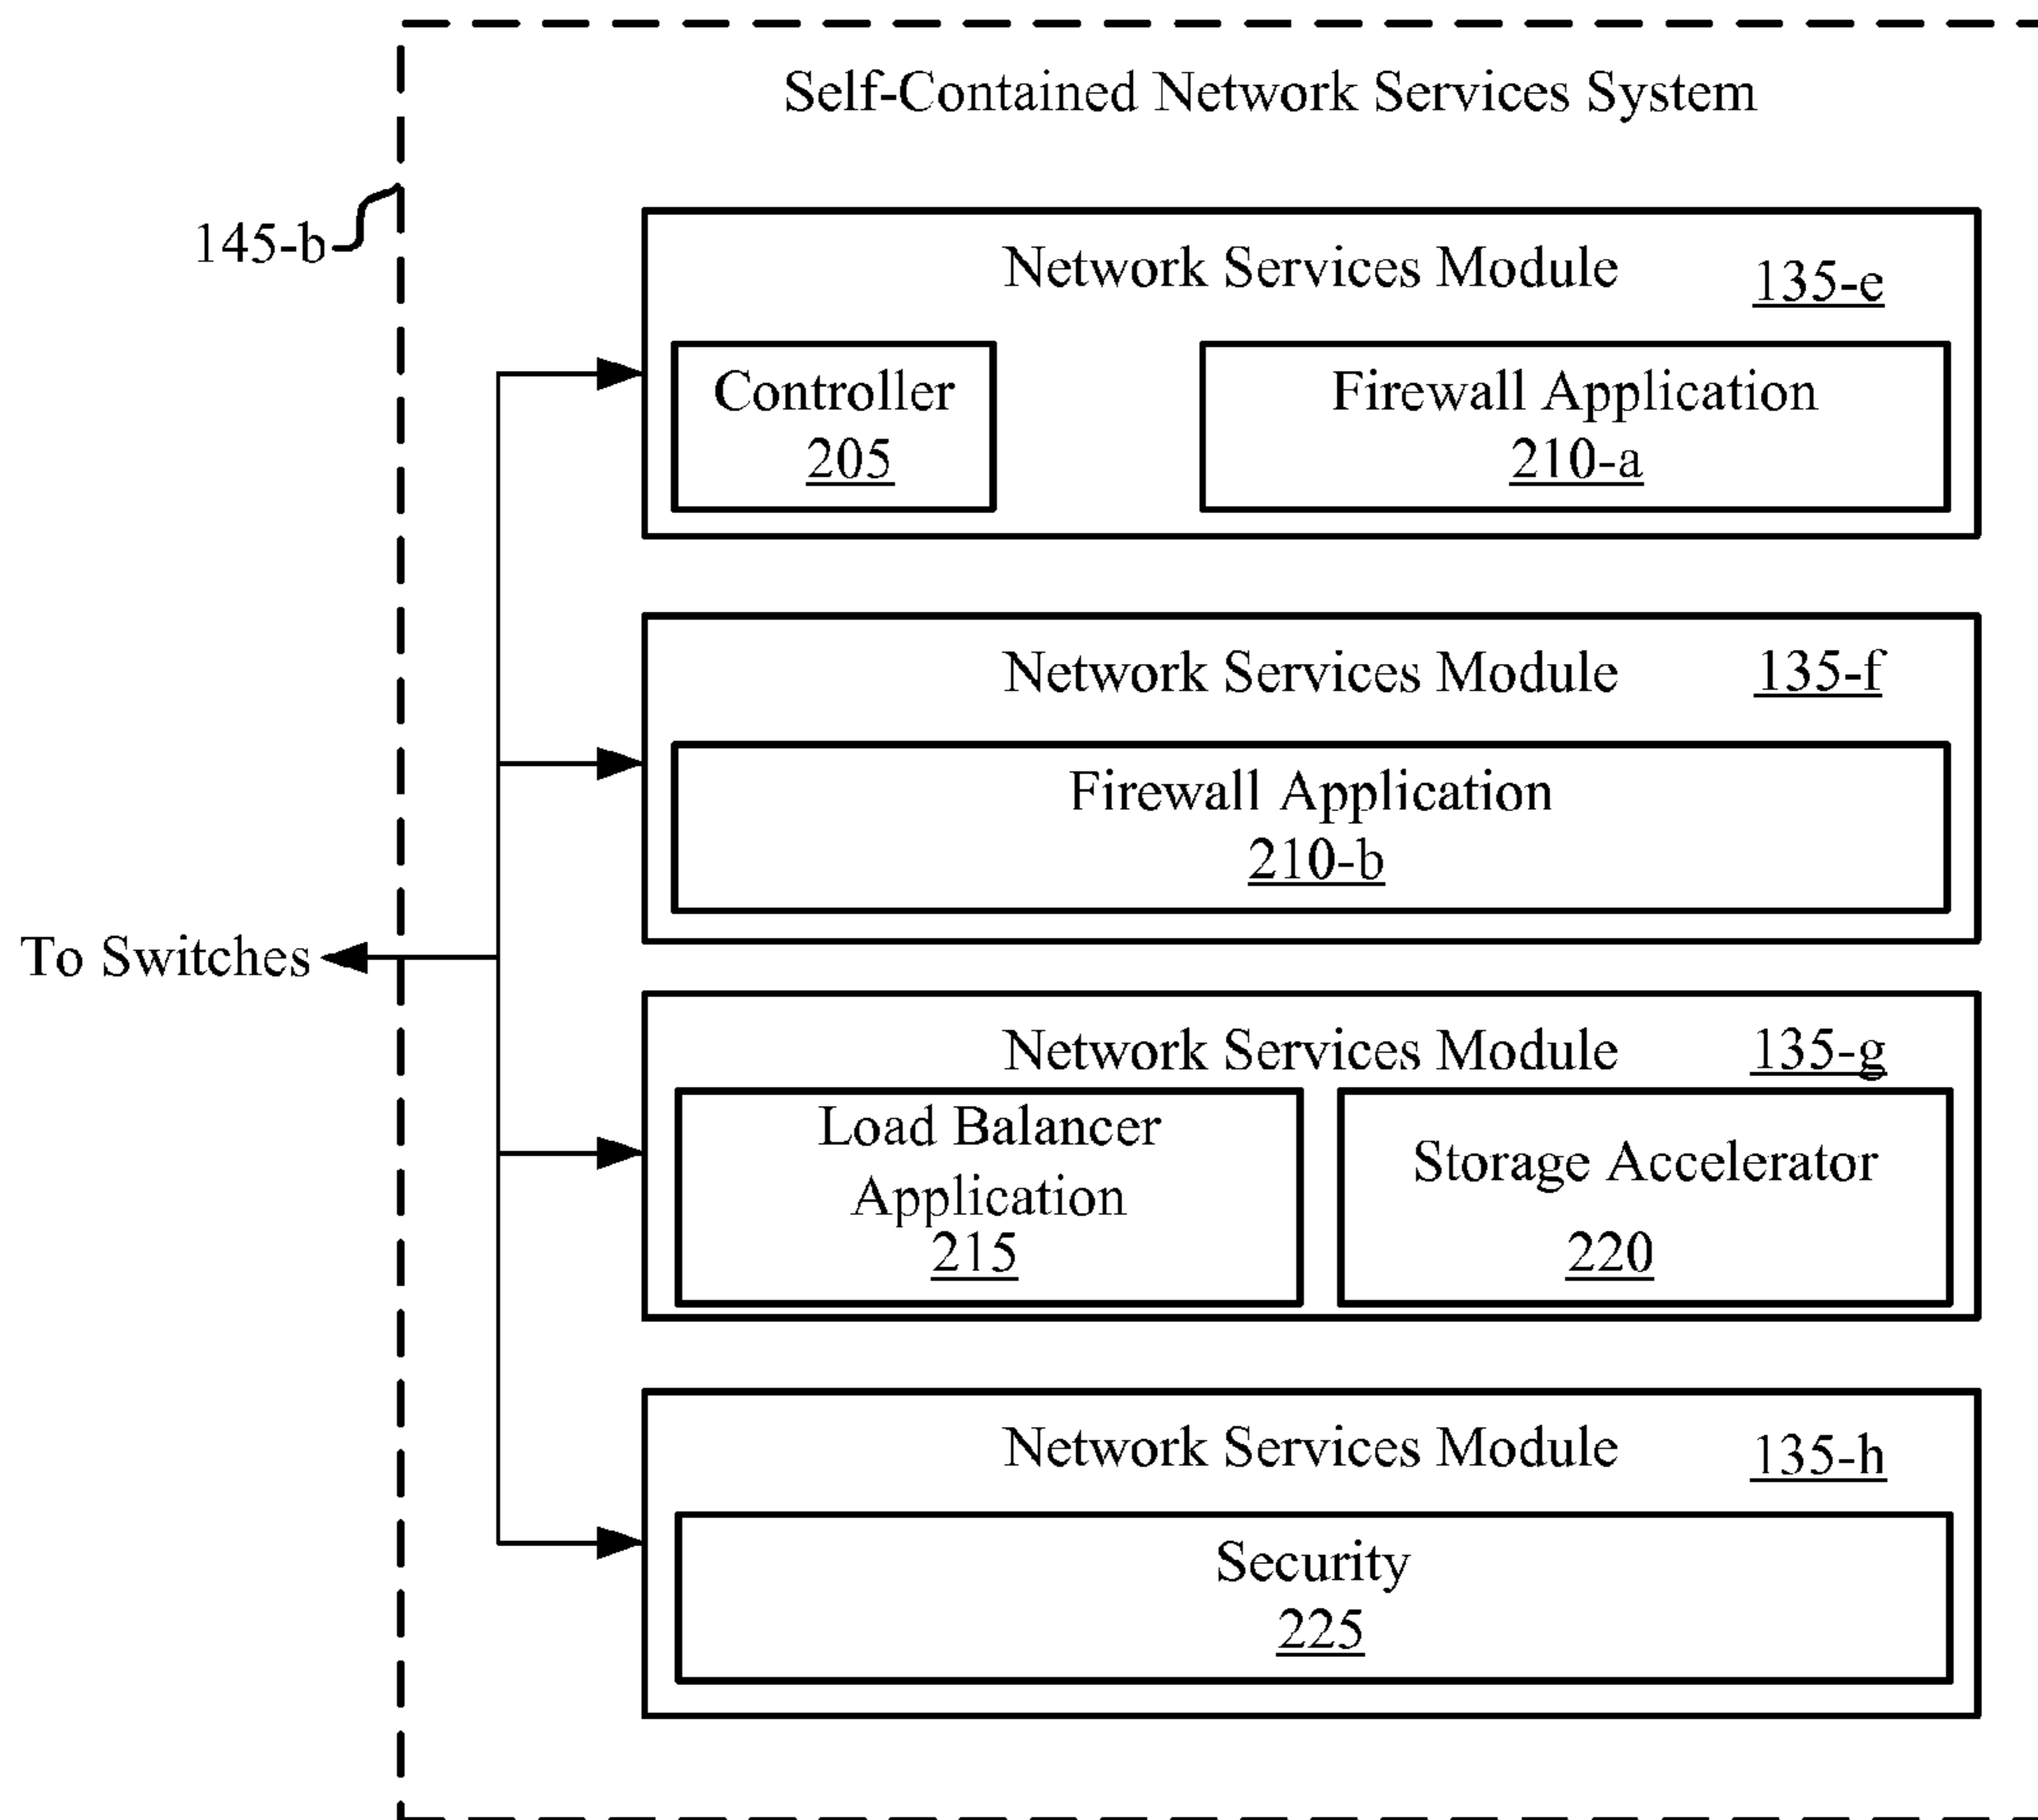 Self-Contained Network Services System
145-b
Network Services Module 135-e
Controller
205
Firewall Application
210-a
Network Services Module 135-f
Firewall Application
210-b
To Switches
Network Services Module 135-g
Load Balancer
Application
215
Storage Accelerator
220
Network Services Module 135-h
Security
225